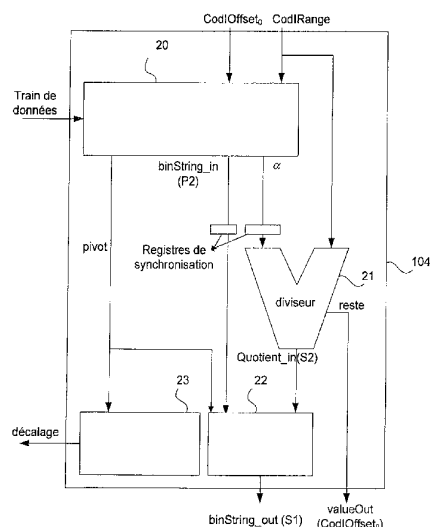 CodIOffset₀ CodIRange
20
Train de
données
binString_in
(P2)
α
pivot
Registres de
synchronisation
21
104
diviseur
reste
Quotient_in(S2)
23
22
décalage
binString_out (S1)
valueOut
(CodIOffset₀)